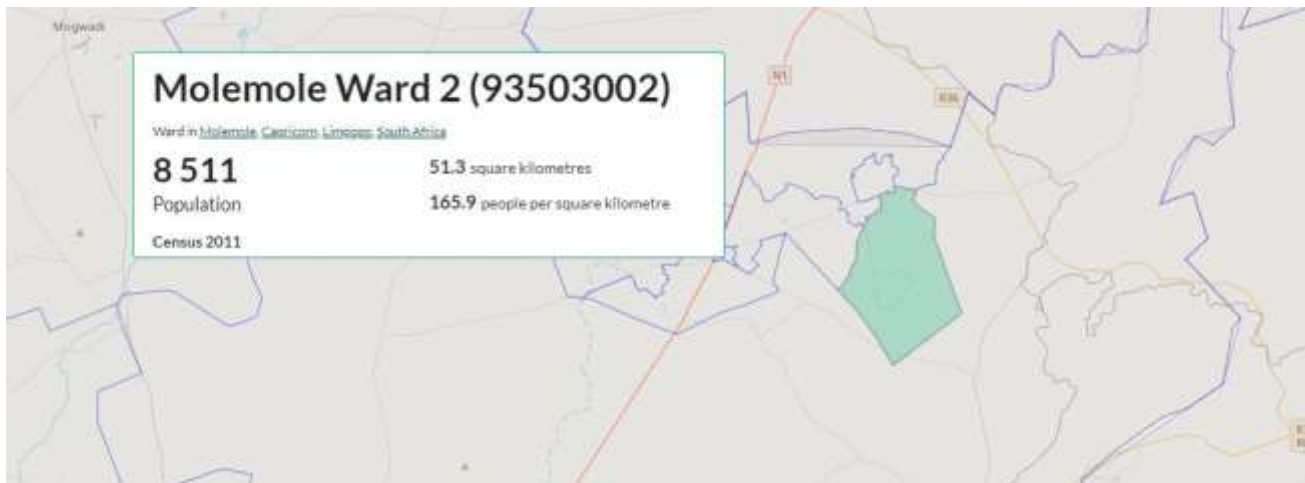 Mogwadi
Molemole Ward 2 (93503002)
Ward in Molemole, Capricorn, Limpopo, South Africa
8 511
Population
51.3 square kilometres
165.9 people per square kilometre
Census 2011
N1